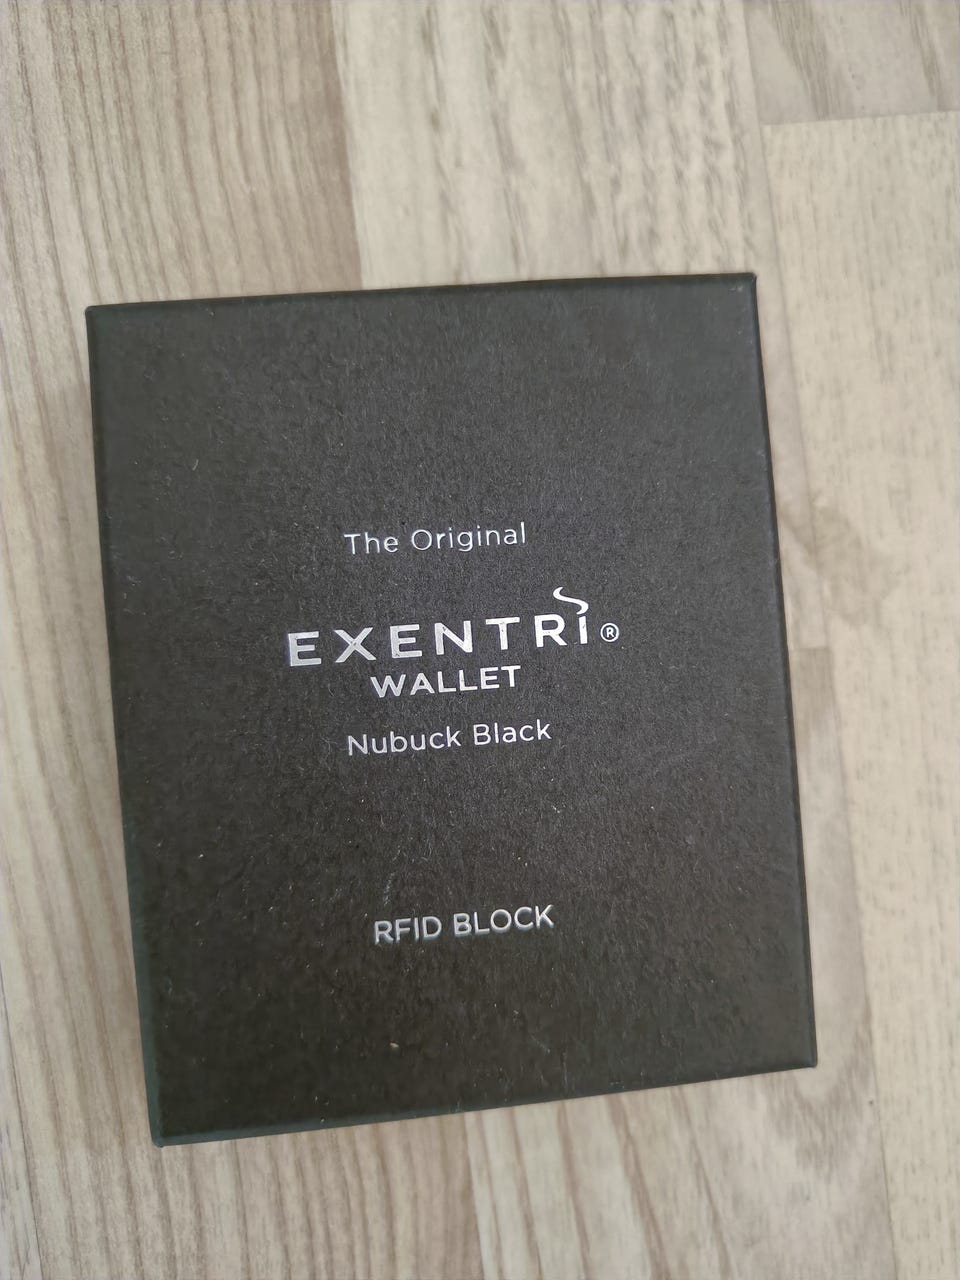 The Original
EXENTRI®
WALLET
Nubuck Black
RFID BLOCK